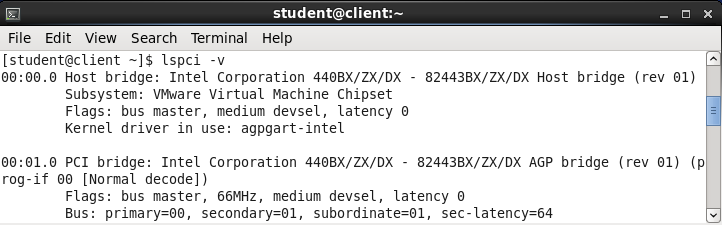 student@client:~
File Edit View Search Terminal Help
[student@client ~]$ lspci -v
00:00.0 Host bridge: Intel Corporation 440BX/ZX/DX - 82443BX/ZX/DX Host bridge (rev 01)
        Subsystem: VMware Virtual Machine Chipset
        Flags: bus master, medium devsel, latency 0
        Kernel driver in use: agpgart-intel

00:01.0 PCI bridge: Intel Corporation 440BX/ZX/DX - 82443BX/ZX/DX AGP bridge (rev 01) (p
rog-if 00 [Normal decode])
        Flags: bus master, 66MHz, medium devsel, latency 0
        Bus: primary=00, secondary=01, subordinate=01, sec-latency=64